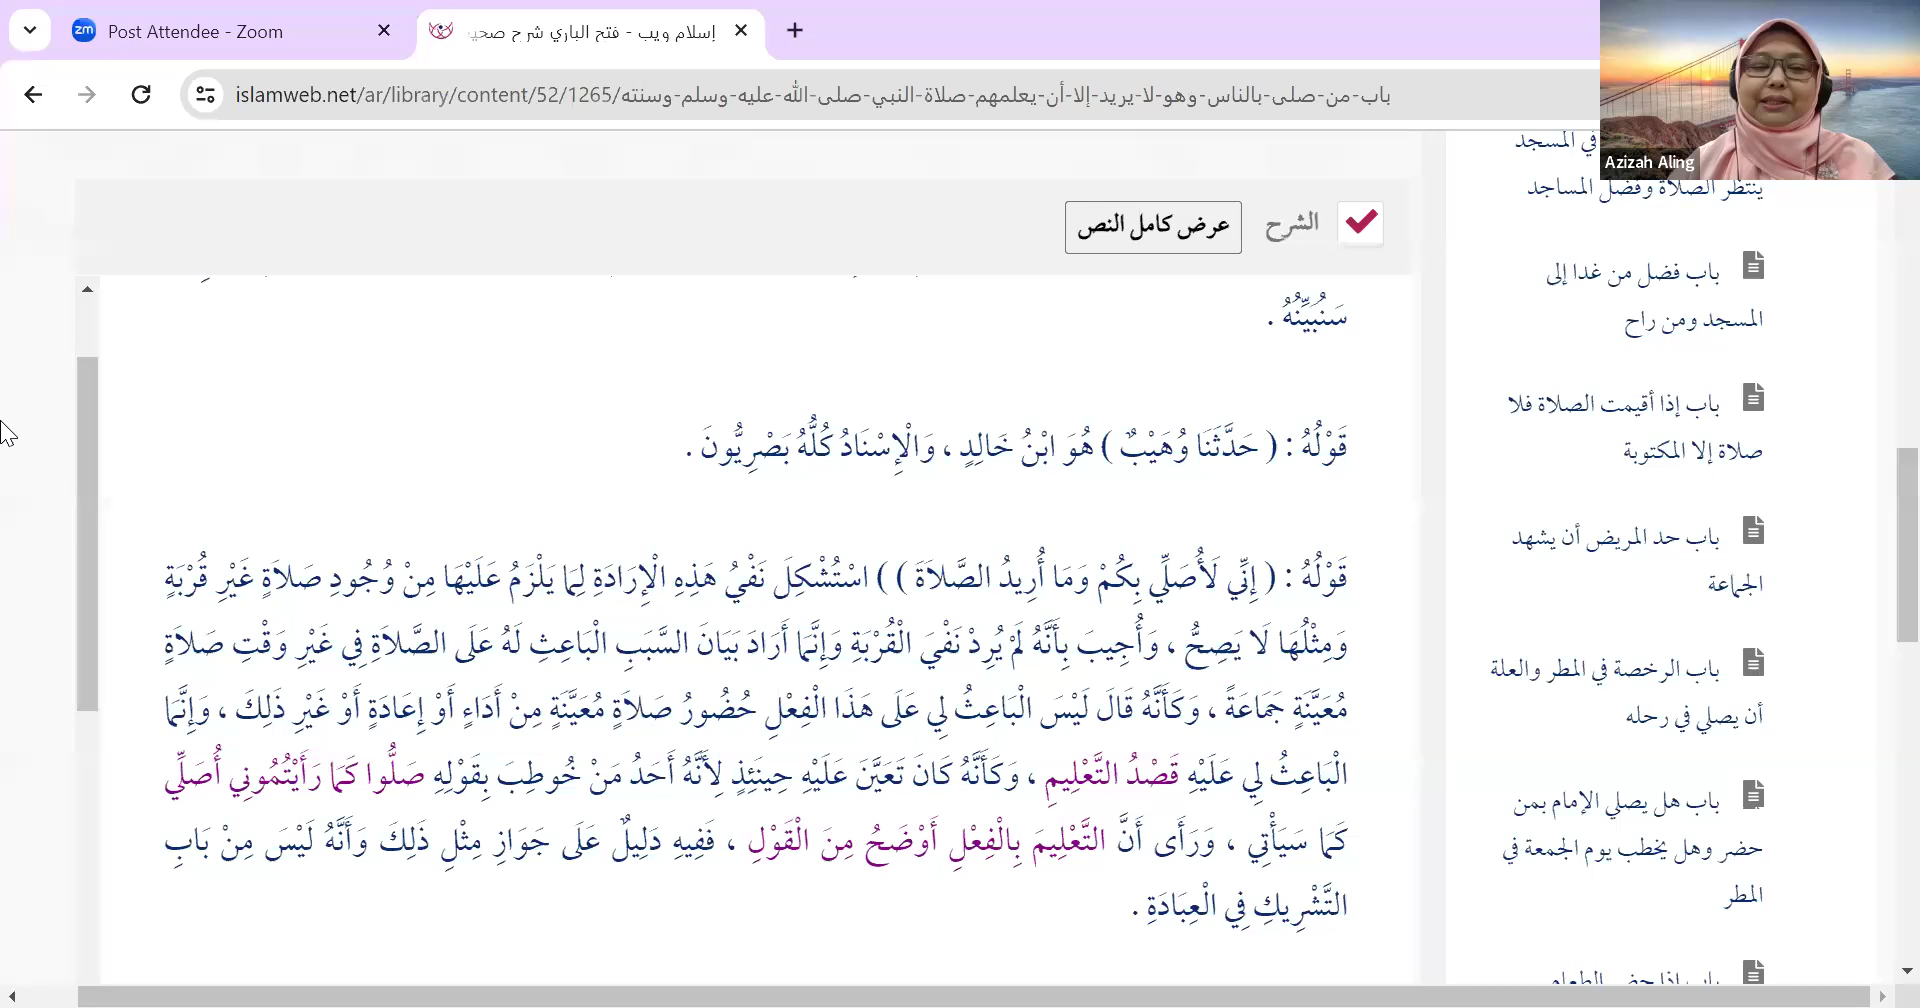 Post Attendee - Zoom
إسلام ويب - فتح الباري شرح صحيح
islamweb.net/ar/library/content/52/1265/باب-من-صلى-بالناس-وهو-لا-يريد-إلا-أن-يعلمهم-صلاة-النبي-صلى-الله-عليه-وسلم-وسنته
Azizah Aling
الشرح
عرض كامل النص
سَنُبَيِّنُهُ .
قَوْلُهُ : ( حَدَّثَنَا وُهَيْبٌ ) هُوَ ابْنُ خَالِدٍ ، وَالْإِسْنَادُ كُلُّهُ بَصْرِيُّونَ .
قَوْلُهُ : ( إِنِّي لَأُصَلِّي بِكُمْ وَمَا أُرِيدُ الصَّلَاةَ ) ) اسْتُشْكِلَ نَفْيُ هَذِهِ الْإِرَادَةِ لِمَا يَلْزَمُ عَلَيْهَا مِنْ وُجُودِ صَلَاةٍ غَيْرِ قُرْبَةٍ
وَمِثْلُهَا لَا يَصِحُّ ، وَأُجِيبَ بِأَنَّهُ لَمْ يُرِدْ نَفْيَ الْقُرْبَةِ وَإِنَّمَا أَرَادَ بَيَانَ السَّبَبِ الْبَاعِثِ لَهُ عَلَى الصَّلَاةِ فِي غَيْرِ وَقْتِ صَلَاةٍ
مُعَيَّنَةٍ جَمَاعَةً ، وَكَأَنَّهُ قَالَ لَيْسَ الْبَاعِثُ لِي عَلَى هَذَا الْفِعْلِ حُضُورُ صَلَاةٍ مُعَيَّنَةٍ مِنْ أَدَاءٍ أَوْ إِعَادَةٍ أَوْ غَيْرِ ذَلِكَ ، وَإِنَّمَا
الْبَاعِثُ لِي عَلَيْهِ قَصْدُ التَّعْلِيمِ ، وَكَأَنَّهُ كَانَ تَعَيَّنَ عَلَيْهِ حِينَئِذٍ لِأَنَّهُ أَحَدُ مَنْ خُوطِبَ بِقَوْلِهِ صَلُّوا كَمَا رَأَيْتُمُونِي أُصَلِّي
كَمَا سَيَأْتِي ، وَرَأَى أَنَّ التَّعْلِيمَ بِالْفِعْلِ أَوْضَحُ مِنَ الْقَوْلِ ، فَفِيهِ دَلِيلٌ عَلَى جَوَازِ مِثْلِ ذَلِكَ وَأَنَّهُ لَيْسَ مِنْ بَابِ
التَّشْرِيكِ فِي الْعِبَادَةِ .
في المسجد
ينتظر الصلاة وفضل المساجد
باب فضل من غدا إلى
المسجد ومن راح
باب إذا أقيمت الصلاة فلا
صلاة إلا المكتوبة
باب حد المريض أن يشهد
الجماعة
باب الرخصة في المطر والعلة
أن يصلي في رحله
باب هل يصلي الإمام بمن
حضر وهل يخطب يوم الجمعة في
المطر
باب إذا حضر الطعام